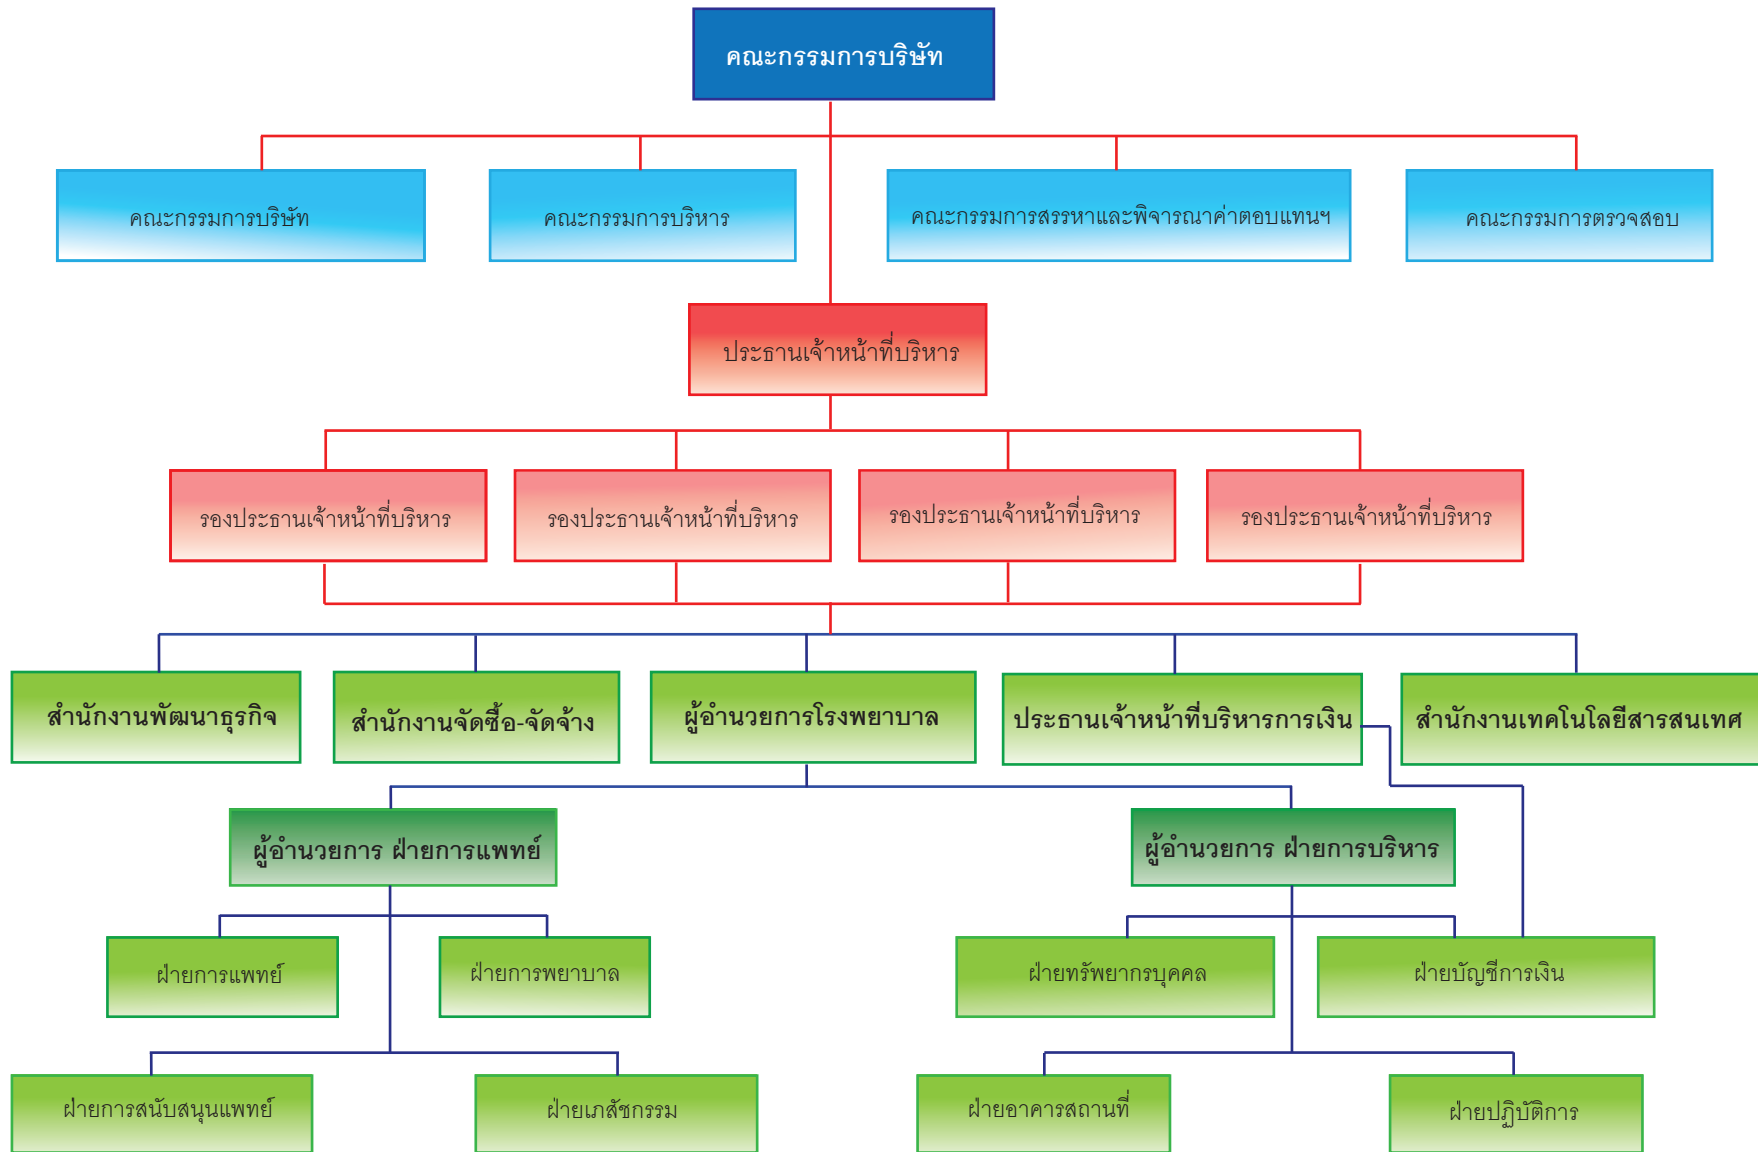 คณะกรรมการบริษัท
คณะกรรมการบริษัท
คณะกรรมการบริหาร
คณะกรรมการสรรหาและพิจารณาค่าตอบแทนฯ
คณะกรรมการตรวจสอบ
ประธานเจ้าหน้าที่บริหาร
รองประธานเจ้าหน้าที่บริหาร
รองประธานเจ้าหน้าที่บริหาร
รองประธานเจ้าหน้าที่บริหาร
รองประธานเจ้าหน้าที่บริหาร
สำนักงานพัฒนาธุรกิจ
สำนักงานจัดซื้อ-จัดจ้าง
ผู้อำนวยการโรงพยาบาล
ประธานเจ้าหน้าที่บริหารการเงิน
สำนักงานเทคโนโลยีสารสนเทศ
ผู้อำนวยการ ฝ่ายการแพทย์
ผู้อำนวยการ ฝ่ายการบริหาร
ฝ่ายการแพทย์
ฝ่ายการพยาบาล
ฝ่ายทรัพยากรบุคคล
ฝ่ายบัญชีการเงิน
ฝ่ายการสนับสนุนแพทย์
ฝ่ายเภสัชกรรม
ฝ่ายอาคารสถานที่
ฝ่ายปฏิบัติการ